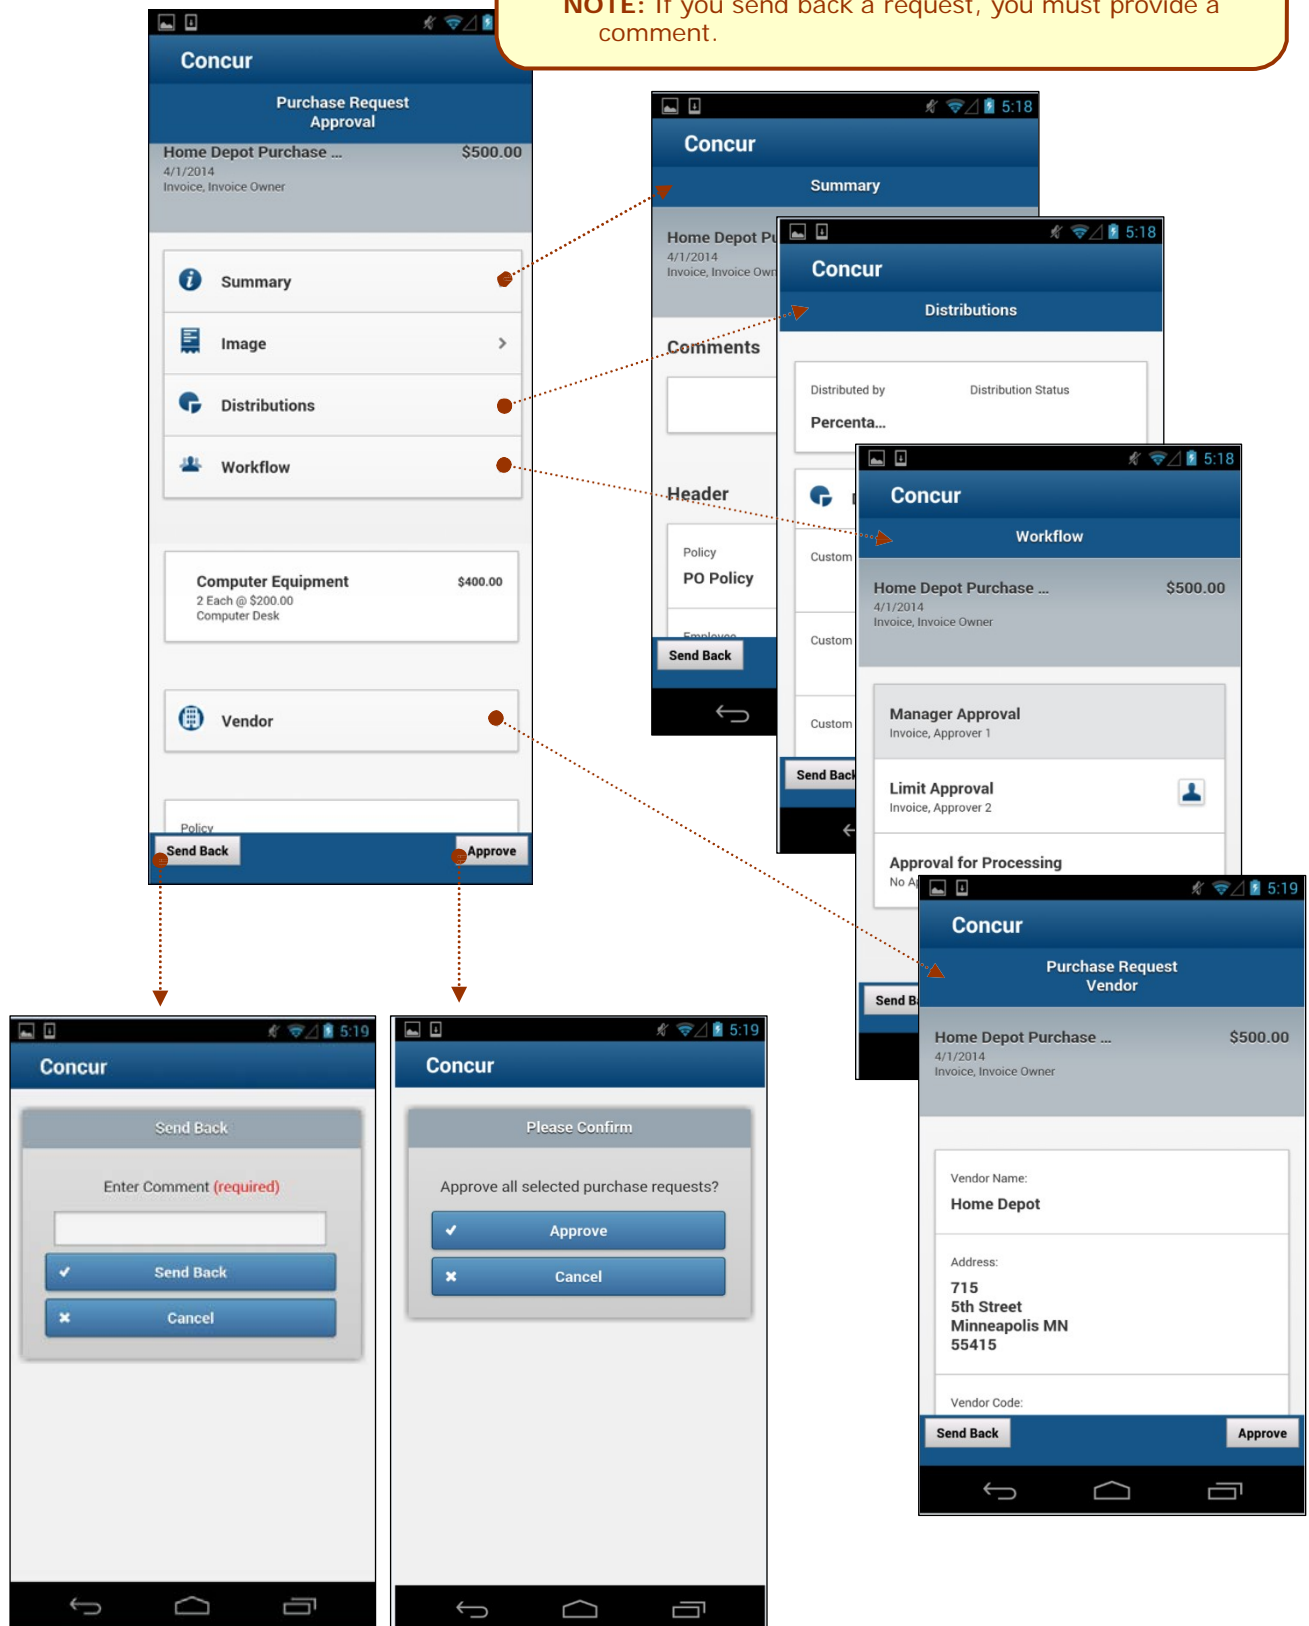 NOTE: If you send back a request, you must provide a
comment.
Concur
Purchase Request
Approval
Home Depot Purchase ... $500.00
4/1/2014
Invoice, Invoice Owner
Summary
Image
Distributions
Workflow
Computer Equipment $400.00
2 Each @ $200.00
Computer Desk
Vendor
Policy
Send Back Approve
5:18
Concur
Summary
Home Depot
4/1/2014
Invoice, Invoice
Comments
Header
Policy
PO Policy
Employee
Send Back
5:18
Concur
Distributions
Distributed by Distribution Status
Percenta...
Custom
Custom
Custom
Send Back
5:18
Concur
Workflow
Home Depot Purchase ... $500.00
4/1/2014
Invoice, Invoice Owner
Manager Approval
Invoice, Approver 1
Limit Approval
Invoice, Approver 2
Approval for Processing
No
Send
5:19
Concur
Purchase Request
Vendor
Home Depot Purchase ... $500.00
4/1/2014
Invoice, Invoice Owner
Vendor Name:
Home Depot
Address:
715
5th Street
Minneapolis MN
55415
Vendor Code:
Send Back Approve
5:19
Concur
Send Back
Enter Comment (required)
Send Back
Cancel
5:19
Concur
Please Confirm
Approve all selected purchase requests?
Approve
Cancel